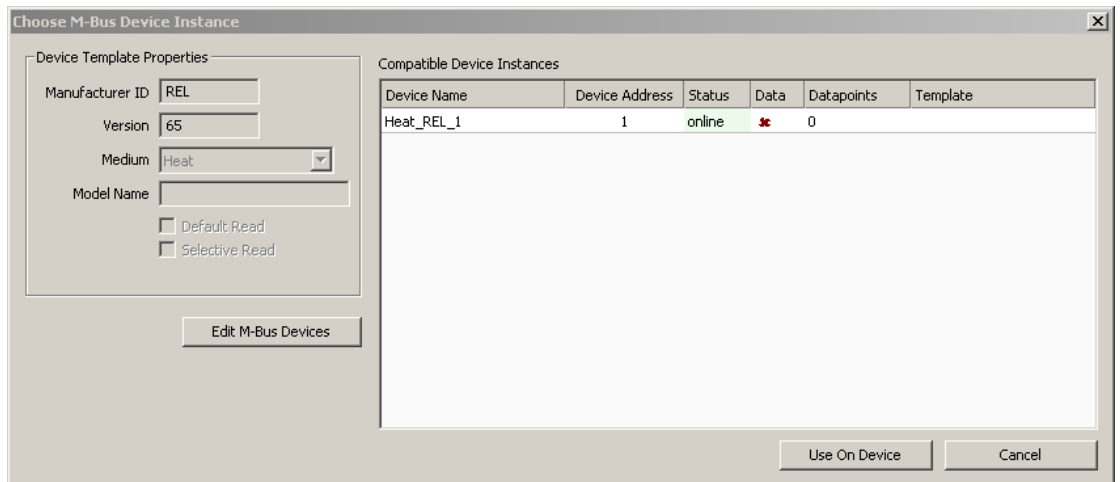 Choose M-Bus Device Instance
Device Template Properties
Manufacturer ID REL
Version 65
Medium Heat
Model Name
Default Read
Selective Read
Edit M-Bus Devices
Compatible Device Instances
Device Name Device Address Status Data Datapoints Template
Heat_REL_1 1 online 0
Use On Device Cancel